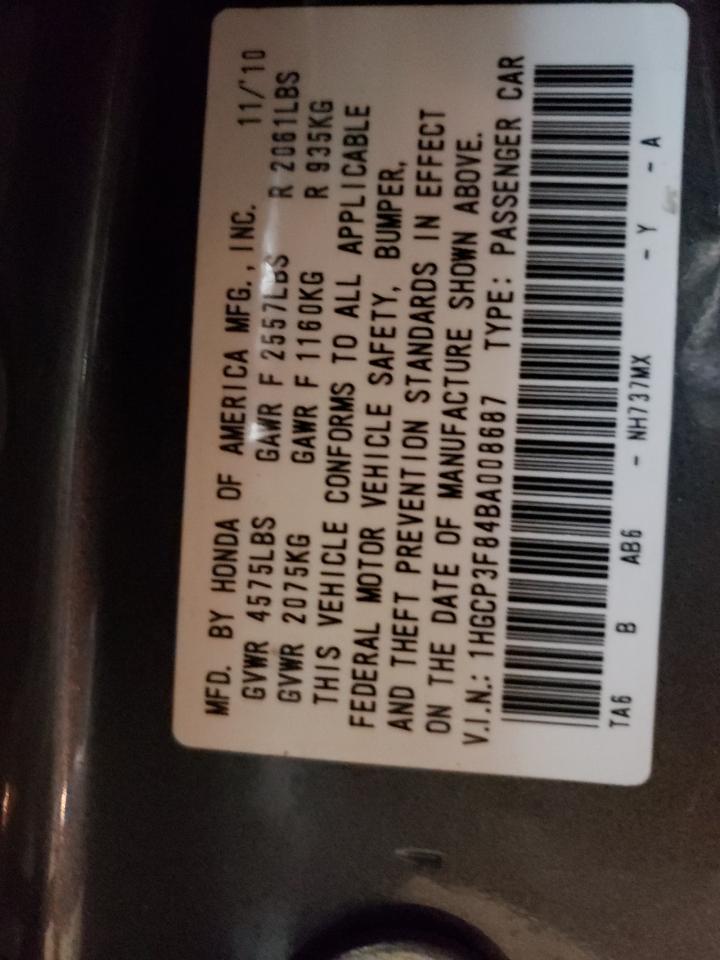 MFD. BY HONDA OF AMERICA MFG., INC. 11/'10
GVWR 4575LBS GAWR F 2557LBS R 2061LBS
GVWR 2075KG GAWR F 1160KG R 935KG
THIS VEHICLE CONFORMS TO ALL APPLICABLE
FEDERAL MOTOR VEHICLE SAFETY, BUMPER,
AND THEFT PREVENTION STANDARDS IN EFFECT
ON THE DATE OF MANUFACTURE SHOWN ABOVE.
V.I.N.: 1HGCP3F84BA008687 TYPE: PASSENGER CAR
TA6 B AB6 - NH737MX - Y - A